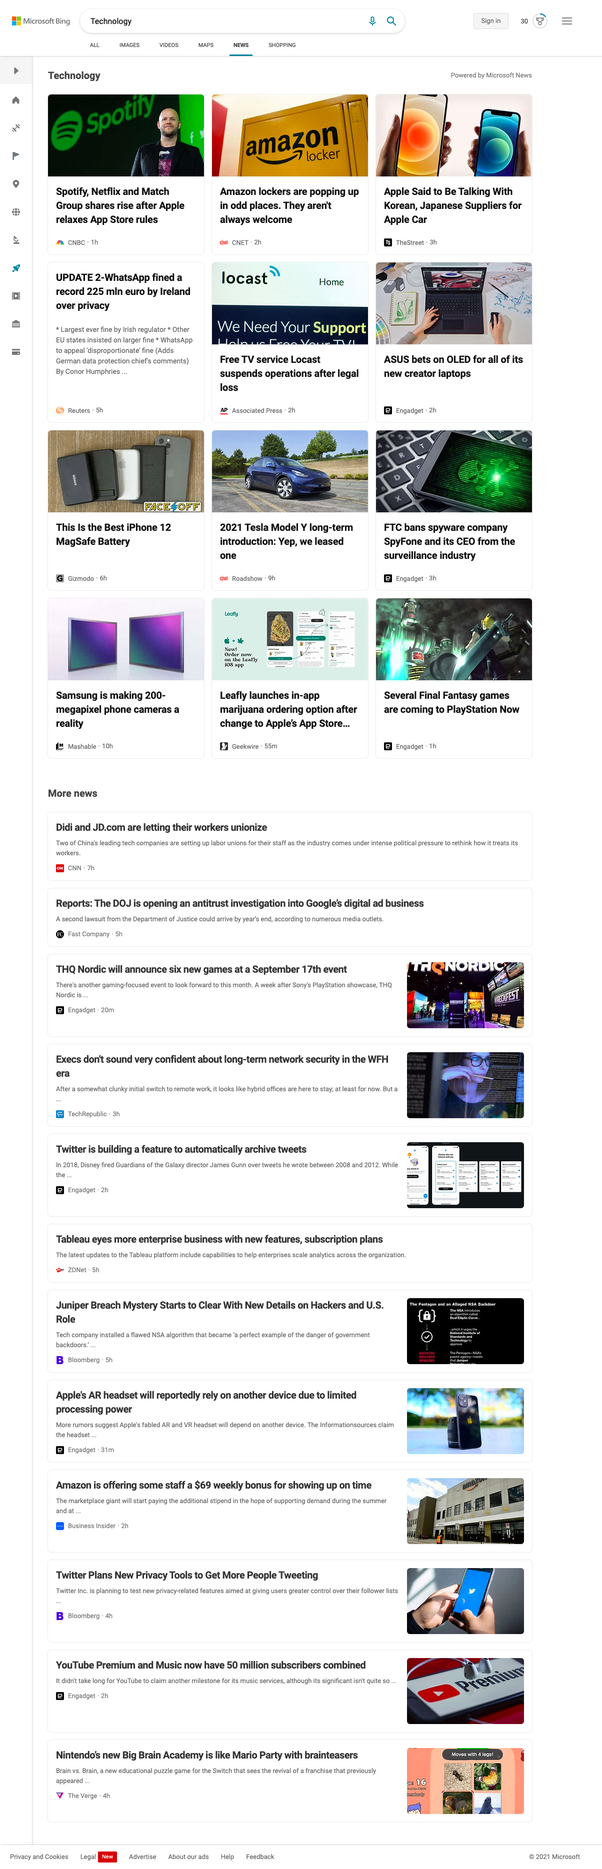 Microsoft Bing
Technology
Sign in
30
ALL
IMAGES
VIDEOS
MAPS
NEWS
SHOPPING
Technology
Powered by Microsoft News
Spotify
Spotify, Netflix and Match
Group shares rise after Apple
relaxes App Store rules
CNBC · 1h
amazon
locker
Amazon lockers are popping up
in odd places. They aren't
always welcome
CNET · 2h
Apple Said to Be Talking With
Korean, Japanese Suppliers for
Apple Car
TheStreet · 3h
UPDATE 2-WhatsApp fined a
record 225 mln euro by Ireland
over privacy
* Largest ever fine by Irish regulator * Other
EU states insisted on larger fine * WhatsApp
to appeal 'disproportionate' fine (Adds
German data protection chief's comments)
By Conor Humphries ...
Reuters · 5h
locast
Home
We Need Your Support
Help us Free Your TV!
Free TV service Locast
suspends operations after legal
loss
AP
Associated Press · 2h
ASUS bets on OLED for all of its
new creator laptops
Engadget · 2h
FACEOFF
This Is the Best iPhone 12
MagSafe Battery
Gizmodo · 6h
2021 Tesla Model Y long-term
introduction: Yep, we leased
one
Roadshow · 9h
FTC bans spyware company
SpyFone and its CEO from the
surveillance industry
Engadget · 3h
Samsung is making 200-
megapixel phone cameras a
reality
Mashable · 10h
Leafly
New!
Order now
on the Leafly
iOS app
Leafly launches in-app
marijuana ordering option after
change to Apple's App Store...
Geekwire · 55m
Several Final Fantasy games
are coming to PlayStation Now
Engadget · 1h
More news
Didi and JD.com are letting their workers unionize
Two of China's leading tech companies are setting up labor unions for their staff as the industry comes under intense political pressure to rethink how it treats its
workers.
CNN · 7h
Reports: The DOJ is opening an antitrust investigation into Google's digital ad business
A second lawsuit from the Department of Justice could arrive by year's end, according to numerous media outlets.
Fast Company · 5h
THQ Nordic will announce six new games at a September 17th event
There's another gaming-focused event to look forward to this month. A week after Sony's PlayStation showcase, THQ
Nordic is ...
Engadget · 20m
THQ NORDIC
WRECKFEST
Execs don't sound very confident about long-term network security in the WFH
era
After a somewhat clunky initial switch to remote work, it looks like hybrid offices are here to stay; at least for now. But a
...
TechRepublic · 3h
Twitter is building a feature to automatically archive tweets
In 2018, Disney fired Guardians of the Galaxy director James Gunn over tweets he wrote between 2008 and 2012. While
the ...
Engadget · 2h
Tableau eyes more enterprise business with new features, subscription plans
The latest updates to the Tableau platform include capabilities to help enterprises scale analytics across the organization.
ZDNet · 5h
Juniper Breach Mystery Starts to Clear With New Details on Hackers and U.S.
Role
Tech company installed a flawed NSA algorithm that became 'a perfect example of the danger of government
backdoors.' ...
Bloomberg · 5h
The Pentagon and an Alleged NSA Backdoor
Apple's AR headset will reportedly rely on another device due to limited
processing power
More rumors suggest Apple's fabled AR and VR headset will depend on another device. The Informationsources claim
the headset ...
Engadget · 31m
Amazon is offering some staff a $69 weekly bonus for showing up on time
The marketplace giant will start paying the additional stipend in the hope of supporting demand during the summer
and at ...
Business Insider · 2h
Twitter Plans New Privacy Tools to Get More People Tweeting
Twitter Inc. is planning to test new privacy-related features aimed at giving users greater control over their follower lists
...
Bloomberg · 4h
YouTube Premium and Music now have 50 million subscribers combined
It didn't take long for YouTube to claim another milestone for its music services, although its significant isn't quite so ...
Engadget · 2h
Premium
Nintendo's new Big Brain Academy is like Mario Party with brainteasers
Brain vs. Brain, a new educational puzzle game for the Switch that sees the revival of a franchise that previously
appeared ...
The Verge · 4h
Moves with 4 legs!
16
Privacy and Cookies
Legal
New
Advertise
About our ads
Help
Feedback
© 2021 Microsoft